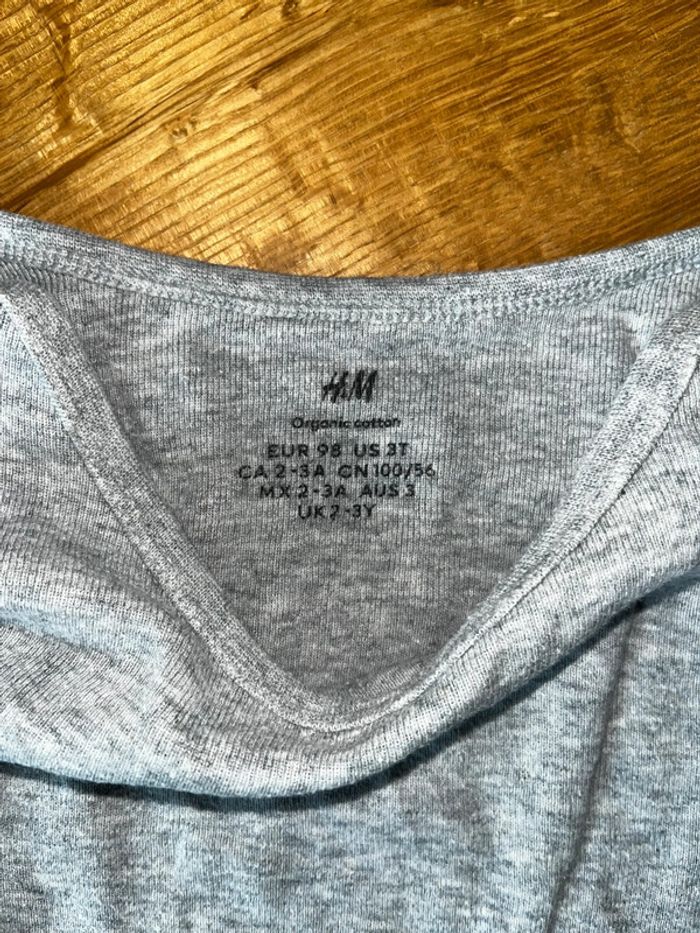 H&M
Organic cotton
EUR 98 US 3T
CA 2-3A CN 100/56
MX 2-3A AUS 3
UK 2-3Y